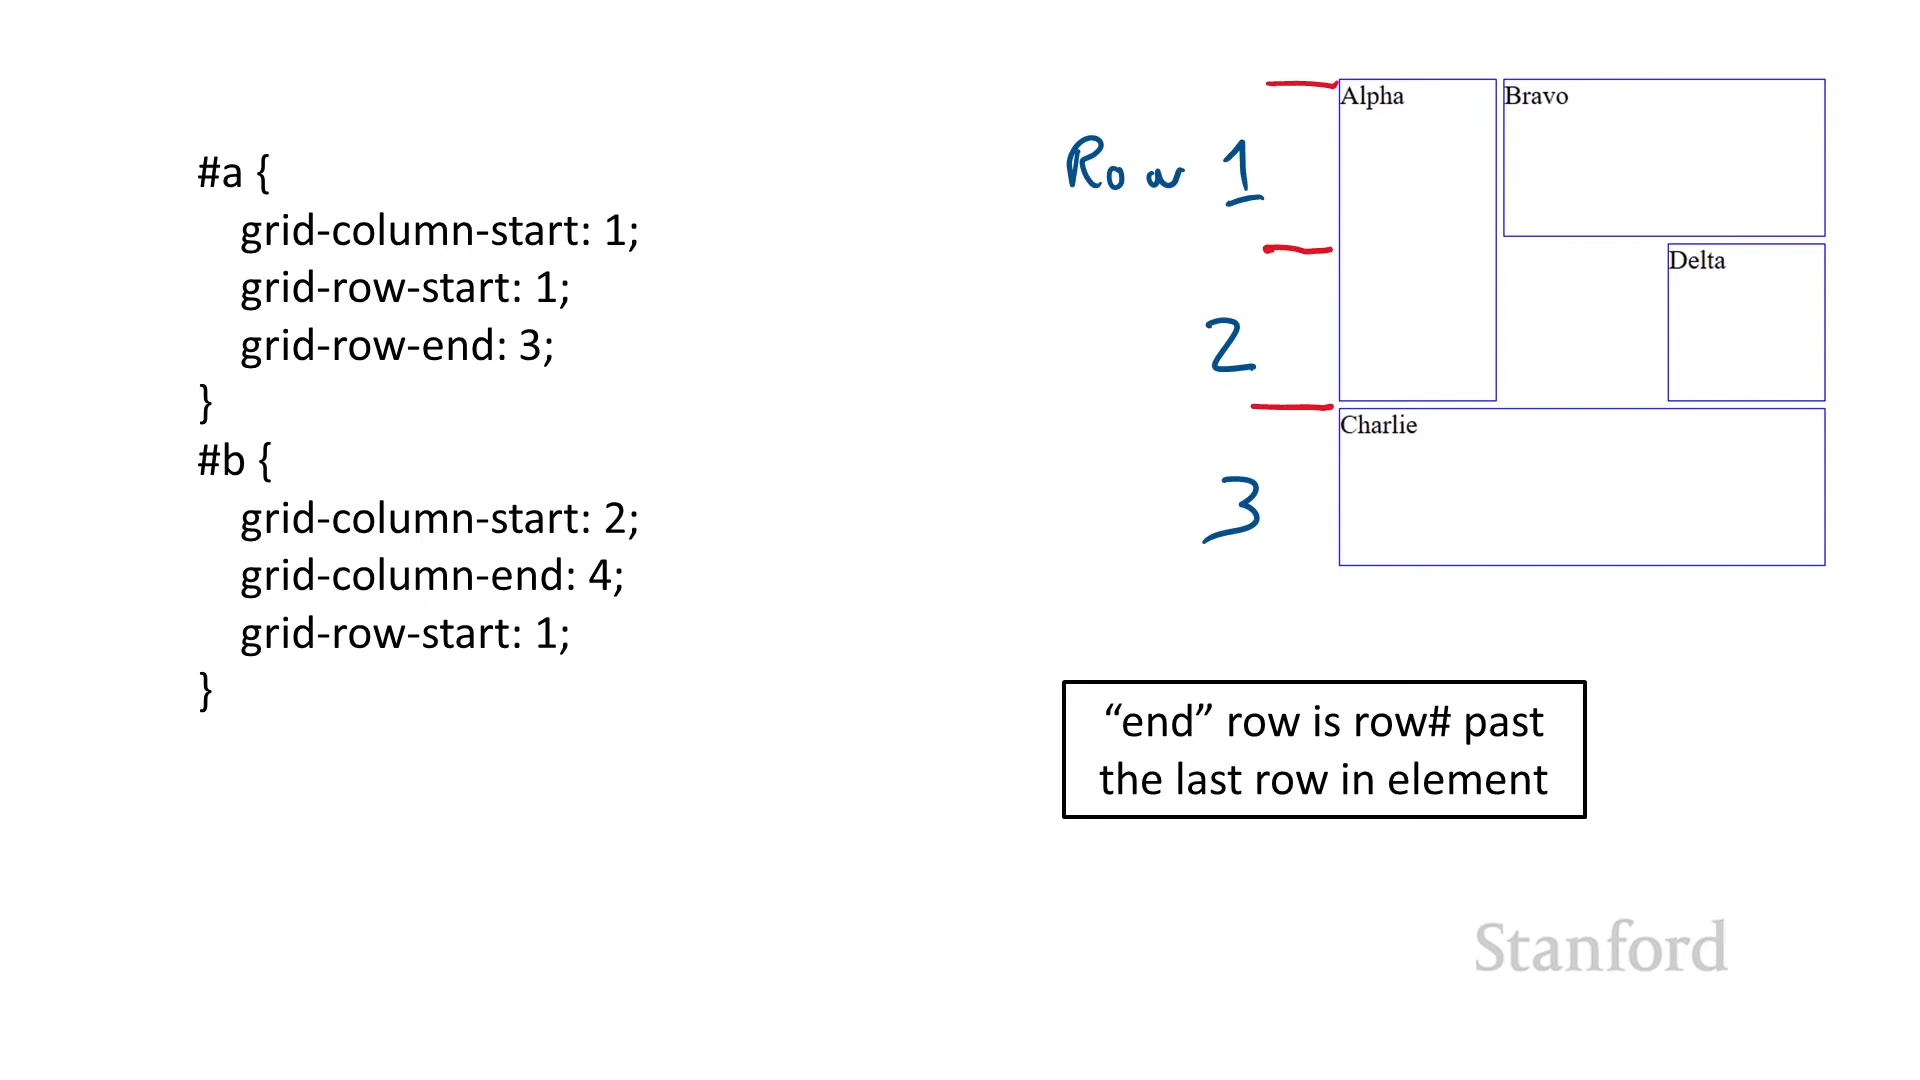 #a {
grid-column-start: 1;
grid-row-start: 1;
grid-row-end: 3;
}
#b {
grid-column-start: 2;
grid-column-end: 4;
grid-row-start: 1;
}
Alpha
Bravo
Row 1
Delta
2
Charlie
3
“end” row is row# past
the last row in element
Stanford